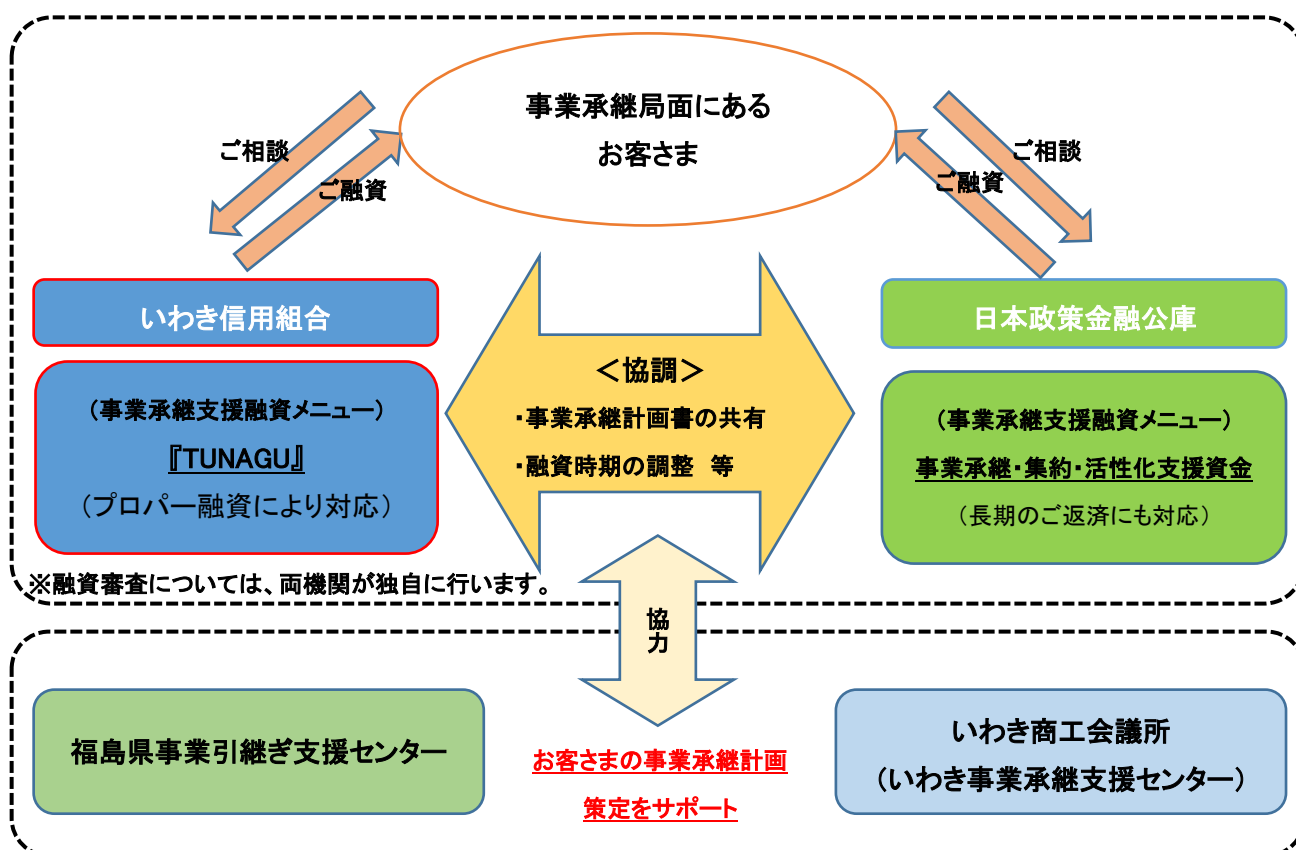 事業承継局面にある
お客さま
ご相談
ご融資
ご相談
ご融資
いわき信用組合
日本政策金融公庫
（事業承継支援融資メニュー）
『TUNAGU』
（プロパー融資により対応）
＜協調＞
・事業承継計画書の共有
・融資時期の調整　等
（事業承継支援融資メニュー）
事業承継・集約・活性化支援資金
（長期のご返済にも対応）
※融資審査については、両機関が独自に行います。
協
力
福島県事業引継ぎ支援センター
お客さまの事業承継計画
策定をサポート
いわき商工会議所
（いわき事業承継支援センター）